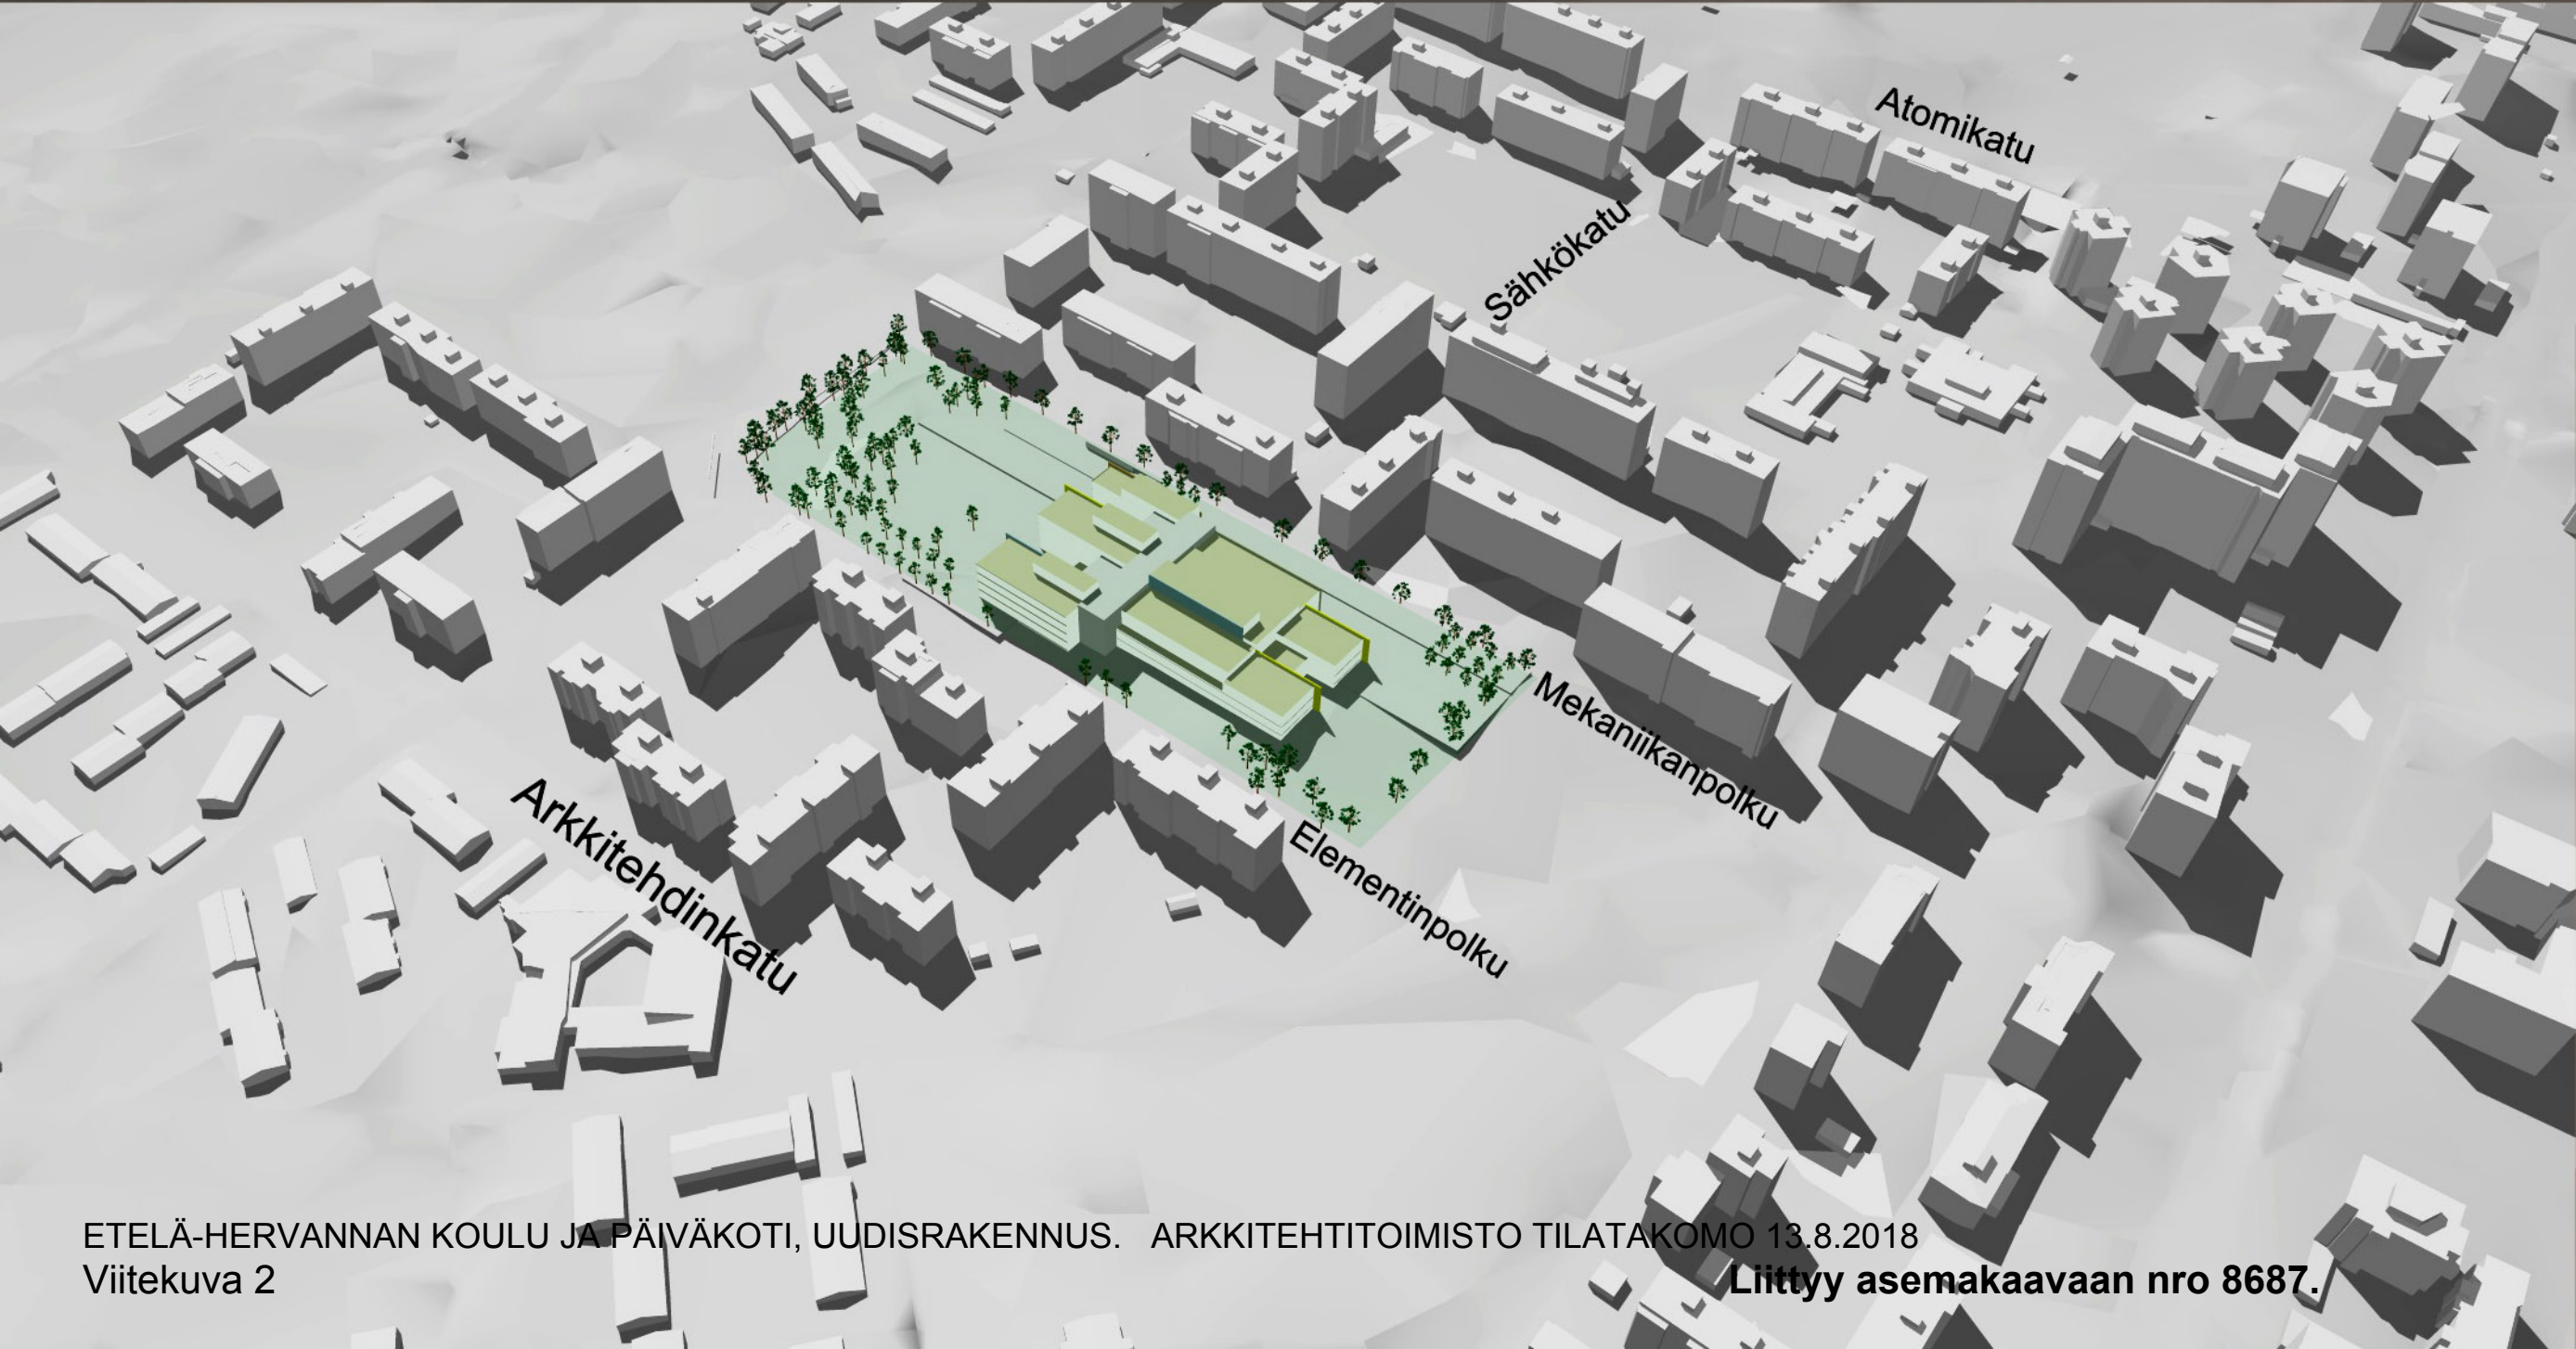 Atomikatu
Sähkökatu
Mekaniikanpolku
Arkkitehdinkatu
Elementinpolku
ETELÄ-HERVANNAN KOULU JA PÄIVÄKOTI, UUDISRAKENNUS. ARKKITEHTITOIMISTO TILATAKOMO 13.8.2018
Viitekuva 2 Liittyy asemakaavaan nro 8687.